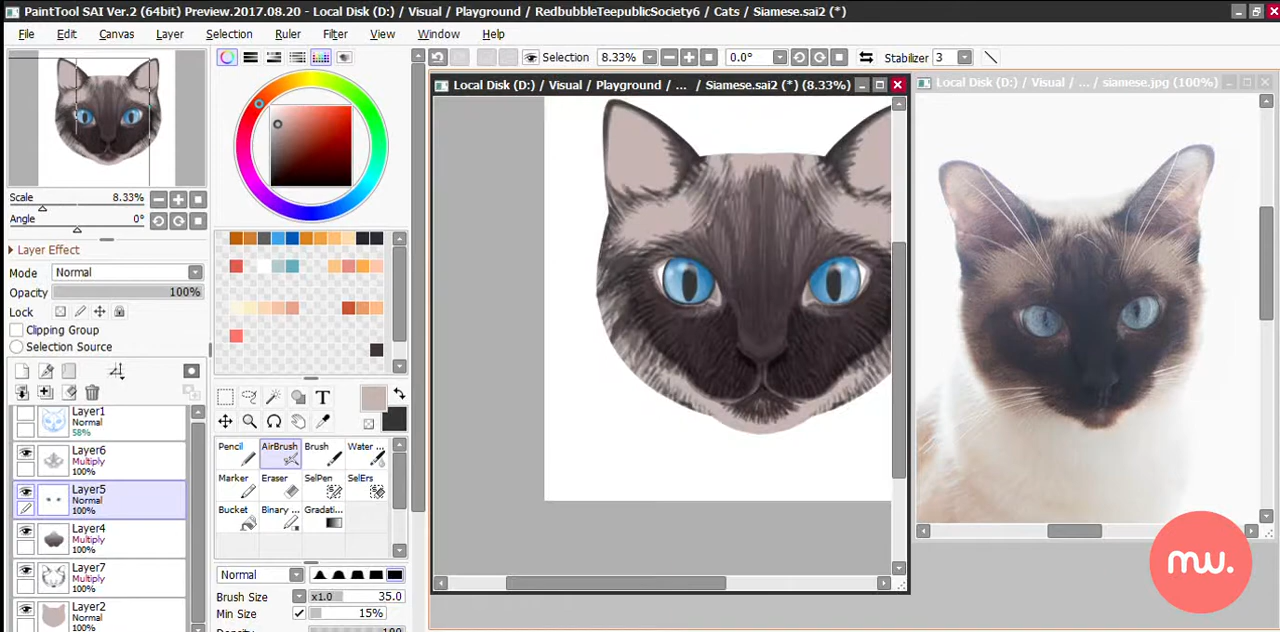 PaintTool SAI Ver.2 (64bit) Preview.2017.08.20 - Local Disk (D:) / Visual / Playground / RedbubbleTeepublicSociety6 / Cats / Siamese.sai2 (*)
File Edit Canvas Layer Selection Ruler Filter View Window Help
Selection 8.33% 0.0° Stabilizer 3
Local Disk (D:) / Visual / Playground / ... / Siamese.sai2 (*) (8.33%)
Local Disk (D:) / Visual / ... / siamese.jpg (100%)
Scale 8.33%
Angle 0°
Layer Effect
Mode Normal
Opacity 100%
Lock
Clipping Group
Selection Source
Layer1
Normal
58%
Layer6
Multiply
100%
Layer5
Normal
100%
Layer4
Multiply
100%
Layer7
Multiply
100%
Layer2
Normal
100%
T
Pencil AirBrush Brush Water ...
Marker Eraser SelPen SelErs
Bucket Binary ... Gradati...
Normal
Brush Size x1.0 35.0
Min Size 15%
Density 100
mw.